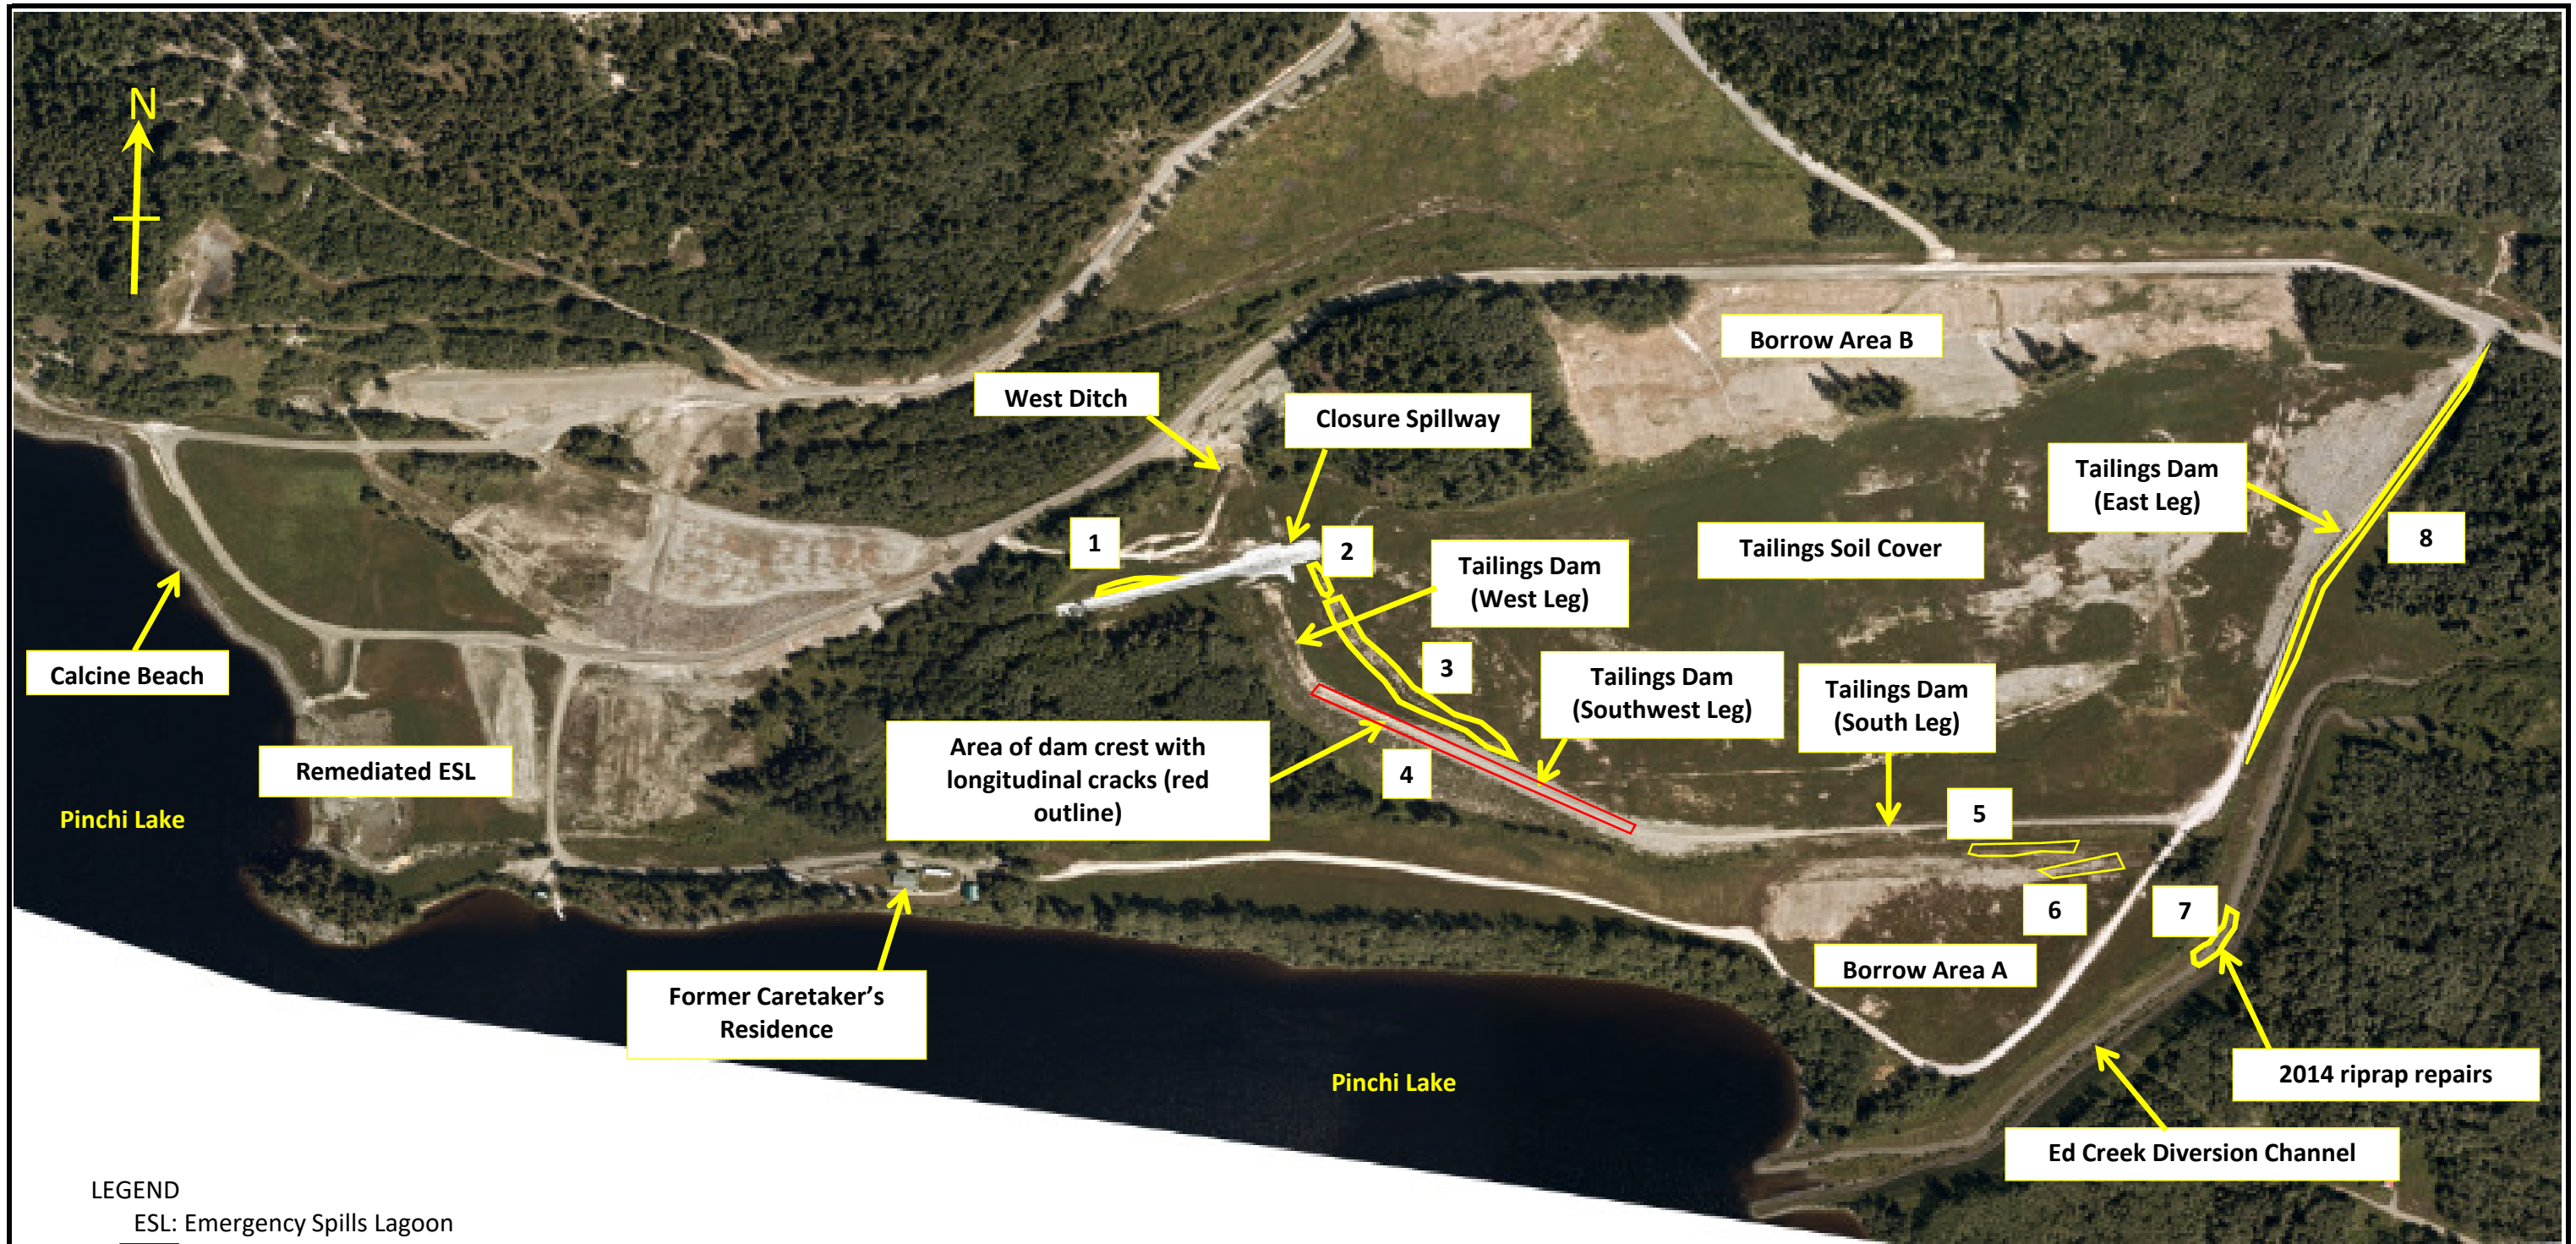 N
Borrow Area B
West Ditch
Closure Spillway
Tailings Dam
(East Leg)
1
2
8
Tailings Dam
(West Leg)
Tailings Soil Cover
Calcine Beach
3
Tailings Dam
(Southwest Leg)
Tailings Dam
(South Leg)
Area of dam crest with
longitudinal cracks (red
outline)
4
Remediated ESL
Pinchi Lake
5
6
7
Borrow Area A
Former Caretaker’s
Residence
2014 riprap repairs
Pinchi Lake
Ed Creek Diversion Channel
LEGEND
ESL: Emergency Spills Lagoon